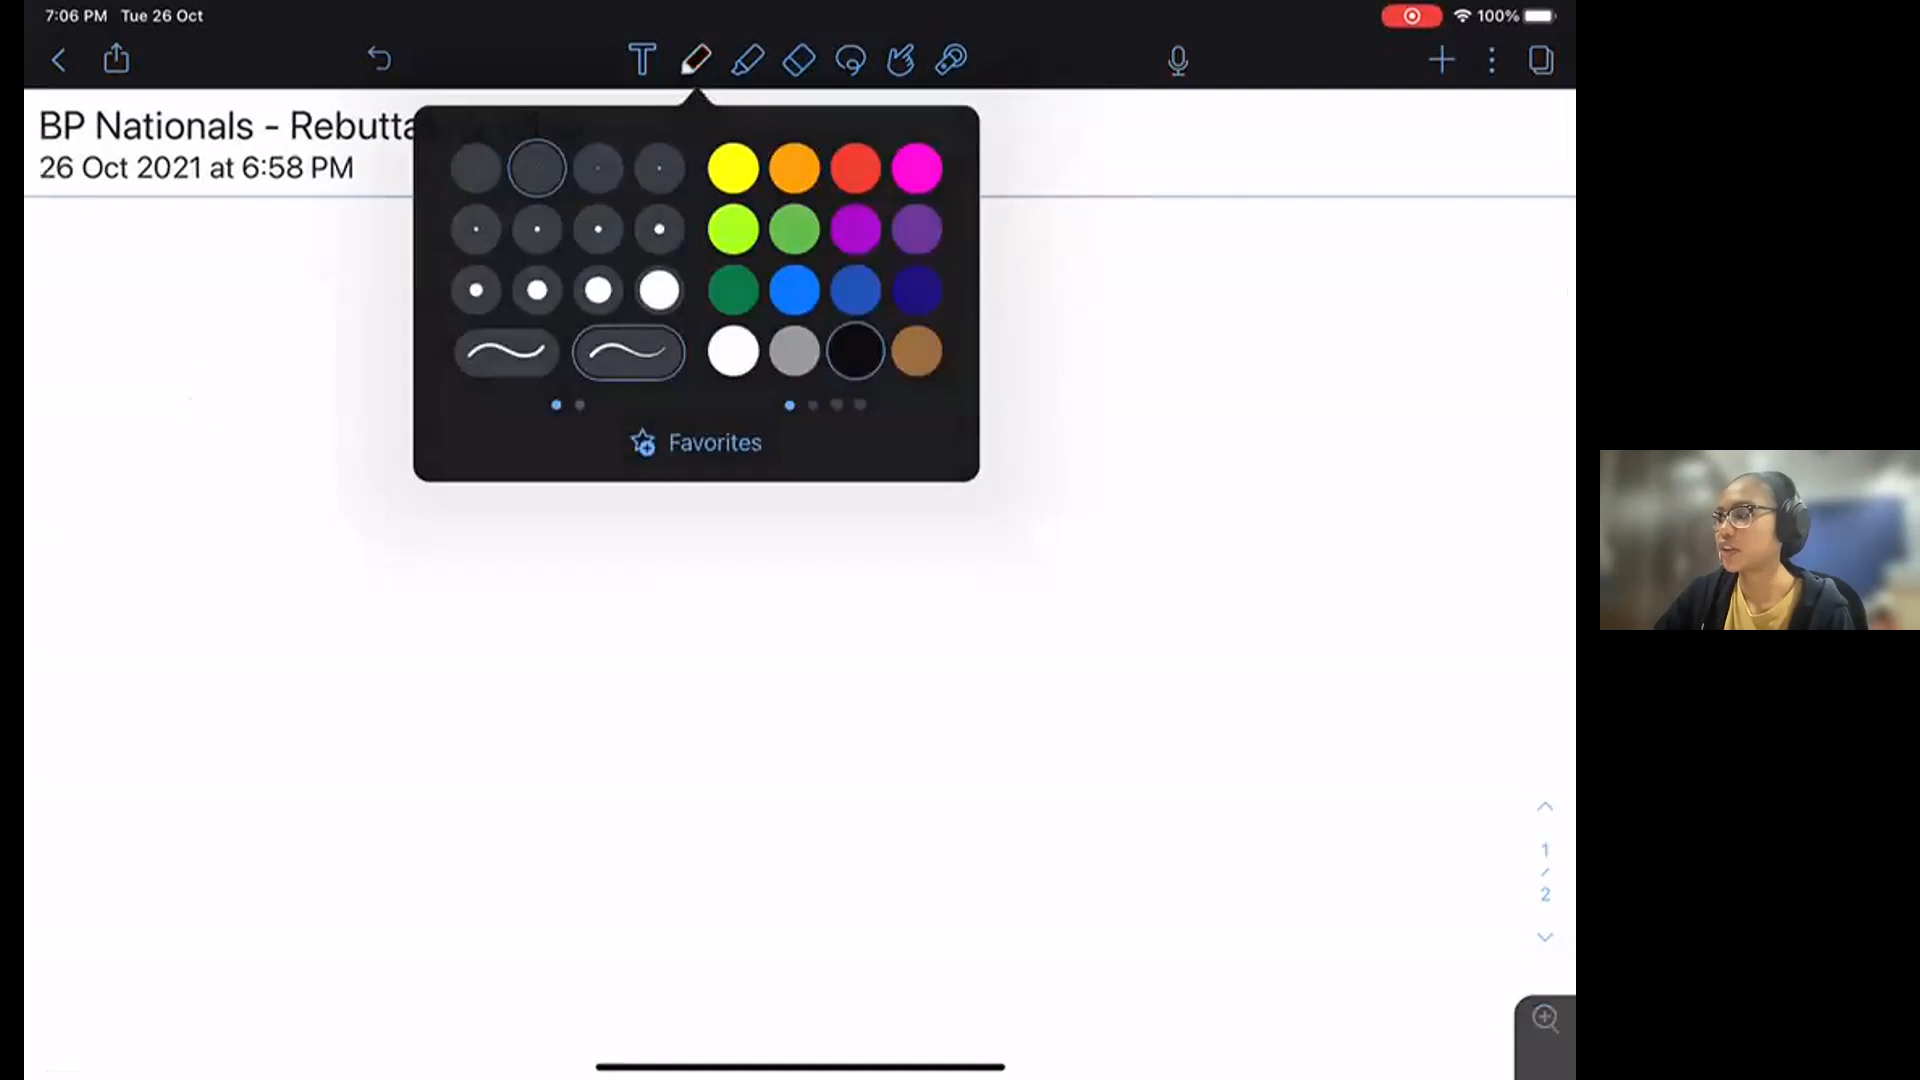 7:06 PM Tue 26 Oct
100%
BP Nationals - Rebutta
26 Oct 2021 at 6:58 PM
Favorites
1
/
2